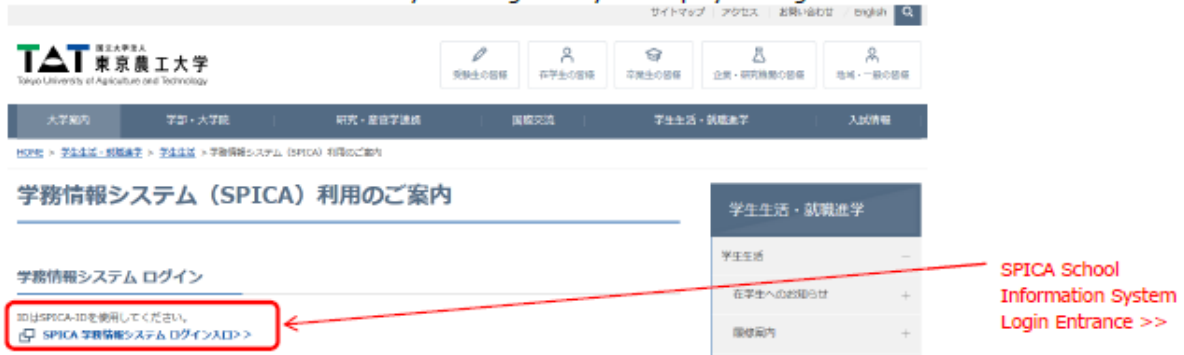 サイトマップ アクセス お問い合わせ English
国立大学法人
TAT 東京農工大学
Tokyo University of Agriculture and Technology
受験生の皆様 在学生の皆様 卒業生の皆様 企業・研究機関の皆様 地域・一般の皆様
大学案内 学部・大学院 研究・産官学連携 国際交流 学生生活・就職進学 入試情報
HOME > 学生生活・就職進学 > 学生生活 > 学務情報システム (SPICA) 利用のご案内
学務情報システム（SPICA）利用のご案内
学生生活・就職進学
学生生活 −
学務情報システム ログイン
在学生へのお知らせ +
IDはSPICA-IDを使用してください。
SPICA 学務情報システム ログイン入口> >
履修案内 +
SPICA School
Information System
Login Entrance >>